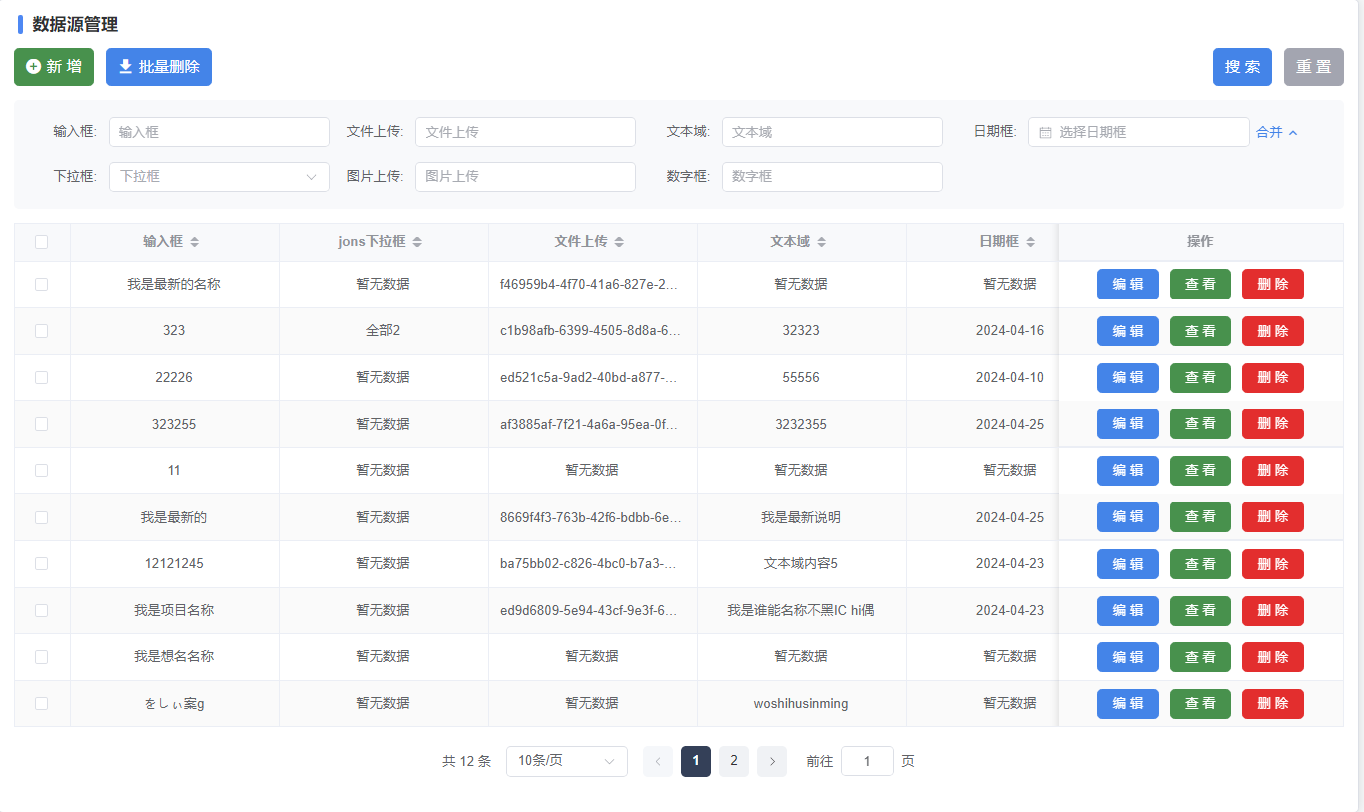 数据源管理
新 增 批量删除 搜 索 重 置
输入框: 输入框 文件上传: 文件上传 文本域: 文本域 日期框: 选择日期框 合并
下拉框: 下拉框 图片上传: 图片上传 数字框: 数字框
输入框 jons下拉框 文件上传 文本域 日期框 操作
我是最新的名称 暂无数据 f46959b4-4f70-41a6-827e-2... 暂无数据 暂无数据 编 辑 查 看 删 除
323 全部2 c1b98afb-6399-4505-8d8a-6... 32323 2024-04-16 编 辑 查 看 删 除
22226 暂无数据 ed521c5a-9ad2-40bd-a877-... 55556 2024-04-10 编 辑 查 看 删 除
323255 暂无数据 af3885af-7f21-4a6a-95ea-0f... 3232355 2024-04-25 编 辑 查 看 删 除
11 暂无数据 暂无数据 暂无数据 暂无数据 编 辑 查 看 删 除
我是最新的 暂无数据 8669f4f3-763b-42f6-bdbb-6e... 我是最新说明 2024-04-25 编 辑 查 看 删 除
12121245 暂无数据 ba75bb02-c826-4bc0-b7a3-... 文本域内容5 2024-04-23 编 辑 查 看 删 除
我是项目名称 暂无数据 ed9d6809-5e94-43cf-9e3f-6... 我是谁能名称不黑IC hi偶 2024-04-23 编 辑 查 看 删 除
我是想名名称 暂无数据 暂无数据 暂无数据 暂无数据 编 辑 查 看 删 除
をしぃ案g 暂无数据 暂无数据 woshihusinming 暂无数据 编 辑 查 看 删 除
共 12 条 10条/页 1 2 前往 1 页